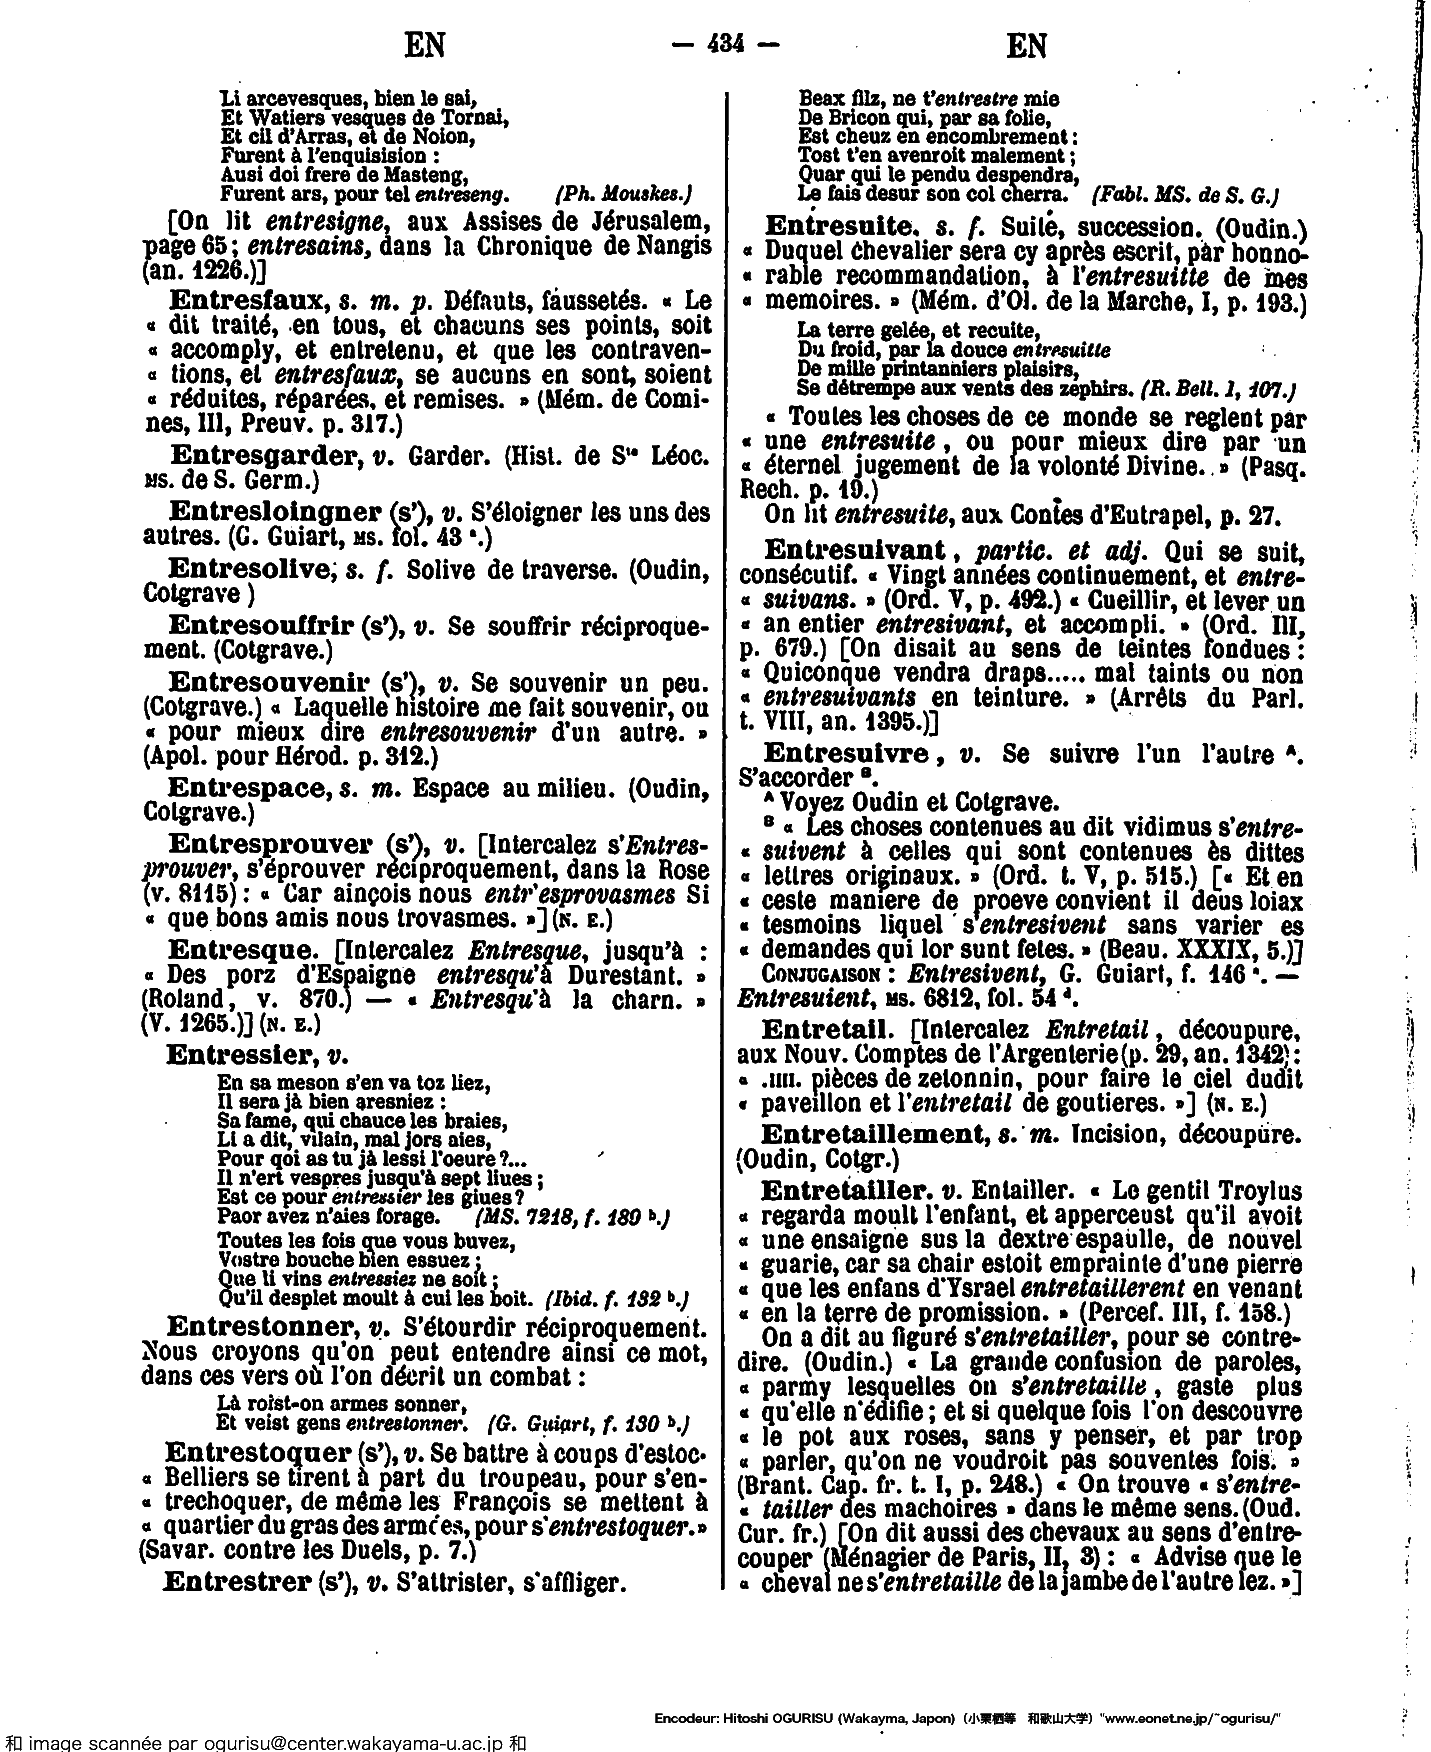 EN — 434 — EN
Li arcevesques, bien le sai,
Et Watiers vesques de Tornai,
Et cil d'Arras, et de Noion,
Furent à l'enquisision :
Ausi doi frere de Masteng,
Furent ars, pour tel entreseng. (Ph. Mouskes.)
[On lit entresigne, aux Assises de Jérusalem,
page 65 ; entresains, dans la Chronique de Nangis
(an. 1226.)]
Entresfaux, s. m. p. Défauts, faussetés. « Le
« dit traité, en tous, et chacuns ses points, soit
« accomply, et entretenu, et que les contraven-
« tions, et entresfaux, se aucuns en sont, soient
« réduites, réparées, et remises. » (Mém. de Comi-
nes, III, Preuv. p. 317.)
Entresgarder, v. Garder. (Hist. de Ste Léoc.
MS. de S. Germ.)
Entresloingner (s'), v. S'éloigner les uns des
autres. (G. Guiart, MS. fol. 43 a.)
Entresolive, s. f. Solive de traverse. (Oudin,
Cotgrave )
Entresouffrir (s'), v. Se souffrir réciproque-
ment. (Cotgrave.)
Entresouvenir (s'), v. Se souvenir un peu.
(Cotgrave.) « Laquelle histoire me fait souvenir, ou
« pour mieux dire entresouvenir d'un autre. »
(Apol. pour Hérod. p. 312.)
Entrespace, s. m. Espace au milieu. (Oudin,
Cotgrave.)
Entresprouver (s'), v. [Intercalez s'Entres-
prouver, s'éprouver réciproquement, dans la Rose
(v. 8115) : « Car ainçois nous entr'esprovasmes Si
« que bons amis nous trovasmes. »] (N. E.)
Entresque. [Intercalez Entresque, jusqu'à :
« Des porz d'Espaigne entresqu'à Durestant. »
(Roland, v. 870.) — « Entresqu'à la charn. »
(V. 1265.)] (N. E.)
Entressier, v.
En sa meson s'en va toz liez,
Il sera jà bien aresniez :
Sa fame, qui chauce les braies,
Li a dit, vilain, mal jors aies,
Pour qoi as tu jà lessi l'oeure ?...
Il n'ert vespres jusqu'à sept liues ;
Est ce pour entressier les giues ?
Paor avez n'aies forage. (MS. 7218, f. 189 b.)
Toutes les fois que vous buvez,
Vostre bouche bien essuez ;
Que li vins entressiez ne soit ;
Qu'il desplet moult à cui les boit. (Ibid. f. 132 b.)
Entrestonner, v. S'étourdir réciproquement.
Nous croyons qu'on peut entendre ainsi ce mot,
dans ces vers où l'on décrit un combat :
Là roist-on armes sonner,
Et veist gens entrestonner. (G. Guiart, f. 130 b.)
Entrestoquer (s'), v. Se battre à coups d'estoc.
« Belliers se tirent à part du troupeau, pour s'en-
« trechoquer, de même les François se mettent à
« quartier du gras des armées, pour s'entrestoquer. »
(Savar. contre les Duels, p. 7.)
Entrestrer (s'), v. S'attrister, s'affliger.
Beax filz, ne t'entrestre mie
De Bricon qui, par sa folie,
Est cheuz en encombrement :
Tost t'en avenroit malement ;
Quar qui le pendu despendra,
Le fais desur son col cherra. (Fabl. MS. de S. G.)
Entresuite, s. f. Suite, succession. (Oudin.)
« Duquel chevalier sera cy après escrit, par honno-
« rable recommandation, à l'entresuitte de mes
« memoires. » (Mém. d'Ol. de la Marche, I, p. 193.)
La terre gelée, et recuite,
Du froid, par la douce entresuitte
De mille printanniers plaisirs,
Se détrempe aux vents des zephirs. (R. Bell. I, 107.)
« Toutes les choses de ce monde se reglent par
« une entresuite, ou pour mieux dire par un
« éternel jugement de la volonté Divine. » (Pasq.
Rech. p. 19.)
On lit entresuite, aux Contes d'Eutrapel, p. 27.
Entresuivant, partic. et adj. Qui se suit,
consécutif. « Vingt années continuement, et entre-
« suivans. » (Ord. V, p. 492.) « Cueillir, et lever un
« an entier entresivant, et accompli. » (Ord. III,
p. 679.) [On disait au sens de teintes fondues :
« Quiconque vendra draps..... mal taints ou non
« entresuivants en teinture. » (Arrêts du Parl.
t. VIII, an. 1395.)]
Entresuivre, v. Se suivre l'un l'autre A.
S'accorder B.
A Voyez Oudin et Cotgrave.
B « Les choses contenues au dit vidimus s'entre-
« suivent à celles qui sont contenues ès dittes
« lettres originaux. » (Ord. t. V, p. 515.) [« Et en
« ceste maniere de proeve convient il deus loiax
« tesmoins liquel s'entresivent sans varier es
« demandes qui lor sunt fetes. » (Beau. XXXIX, 5.)]
CONJUGAISON : Entresivent, G. Guiart, f. 146 a. —
Entresuient, MS. 6812, fol. 54 d.
Entretail. [Intercalez Entretail, découpure,
aux Nouv. Comptes de l'Argenterie (p. 29, an. 1342) :
« .IIII. pièces de zetonnin, pour faire le ciel dudit
« paveillon et l'entretail de goutieres. »] (N. E.)
Entretaillement, s. m. Incision, découpure.
(Oudin, Cotgr.)
Entretailler. v. Entailler. « Le gentil Troylus
« regarda moult l'enfant, et apperceust qu'il avoit
« une ensaigne sus la dextre espaulle, de nouvel
« guarie, car sa chair estoit emprainte d'une pierre
« que les enfans d'Ysrael entretaillerent en venant
« en la terre de promission. » (Percef. III, f. 158.)
On a dit au figuré s'entretailler, pour se contre-
dire. (Oudin.) « La grande confusion de paroles,
« parmy lesquelles on s'entretaille, gaste plus
« qu'elle n'édifie ; et si quelque fois l'on descouvre
« le pot aux roses, sans y penser, et par trop
« parler, qu'on ne voudroit pas souventes fois. »
(Brant. Cap. fr. t. I, p. 248.) « On trouve « s'entre-
« tailler des machoires » dans le même sens. (Oud.
Cur. fr.) [On dit aussi des chevaux au sens d'entre-
couper (Ménagier de Paris, II, 3) : « Advise que le
« cheval ne s'entretaille de la jambe de l'autre lez. »]
Encodeur: Hitoshi OGURISU (Wakayma, Japon) (小栗栖等 和歌山大学) "www.eonet.ne.jp/~ogurisu/"
和 image scannée par ogurisu@center.wakayama-u.ac.jp 和